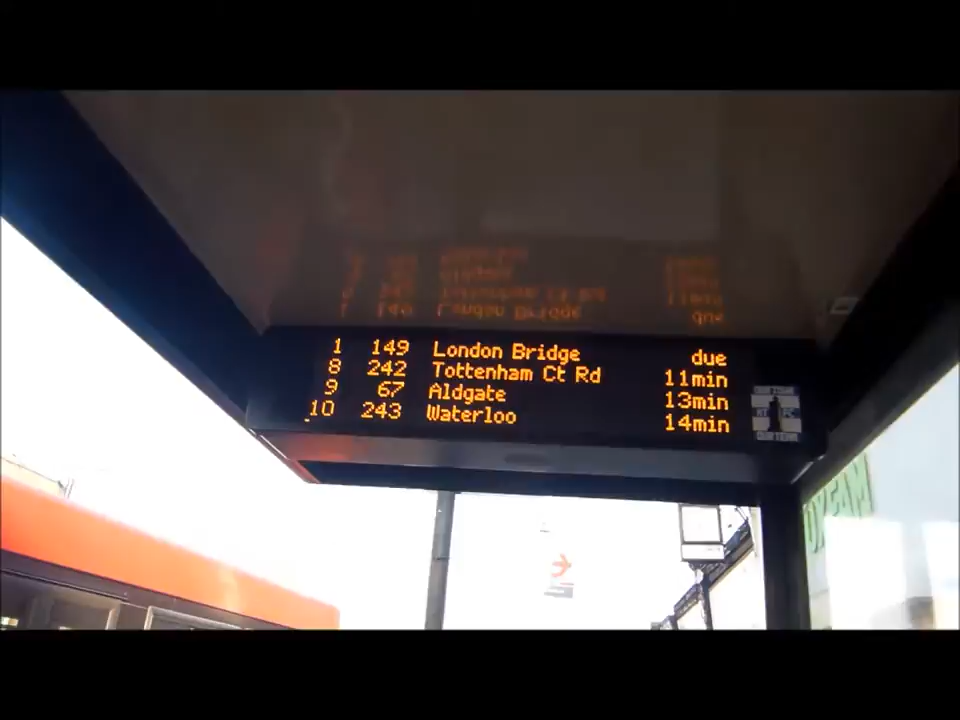 1 149 London Bridge due
8 242 Tottenham Ct Rd 11min
9 67 Aldgate 13min
10 243 Waterloo 14min